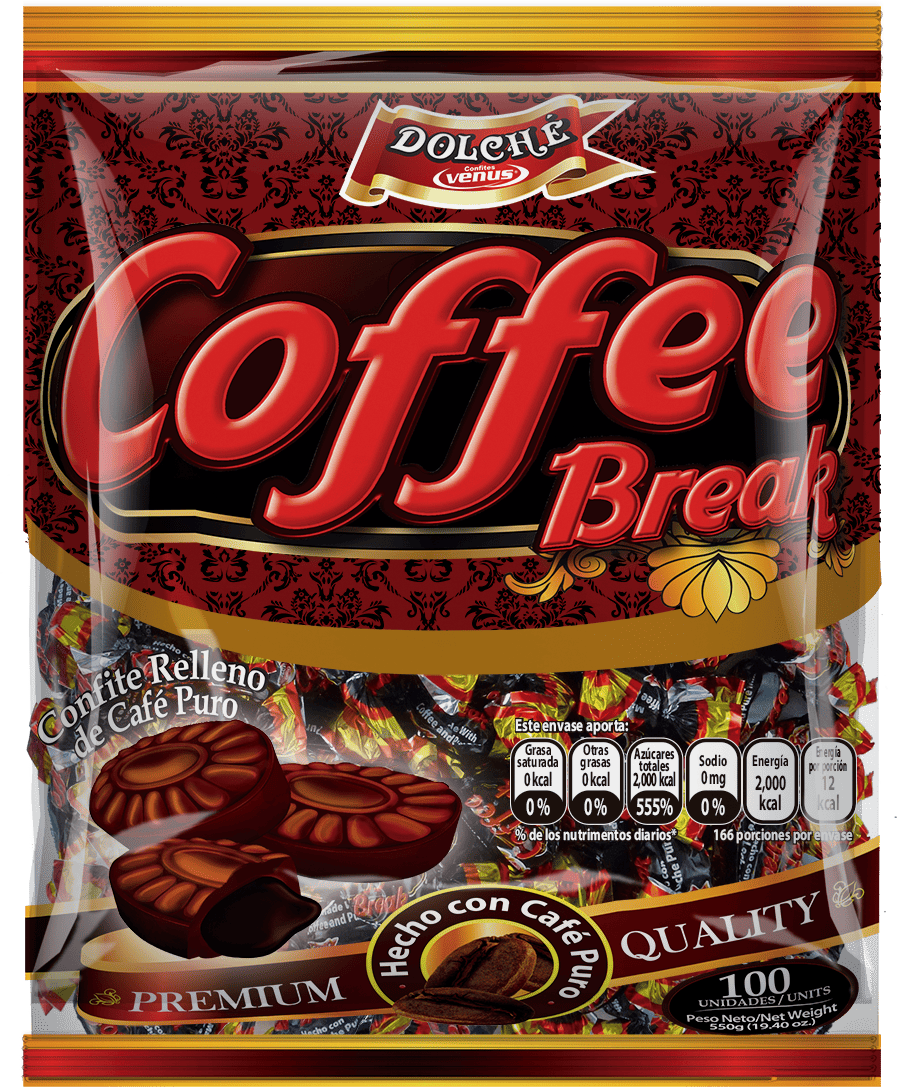 DOLCHÉ
Confites
venus
Coffee
Break
Confite Relleno
de Café Puro
Este envase aporta:
Grasa saturada 0 kcal 0 %
Otras grasas 0 kcal 0 %
Azúcares totales 2,000 kcal 555%
Sodio 0 mg 0 %
Energía 2,000 kcal
Energía por porción 12 kcal
% de los nutrimentos diarios*
166 porciones por envase
Hecho con Café Puro
PREMIUM
QUALITY
100
UNIDADES / UNITS
Peso Neto/Net Weight
550g (19.40 oz.)